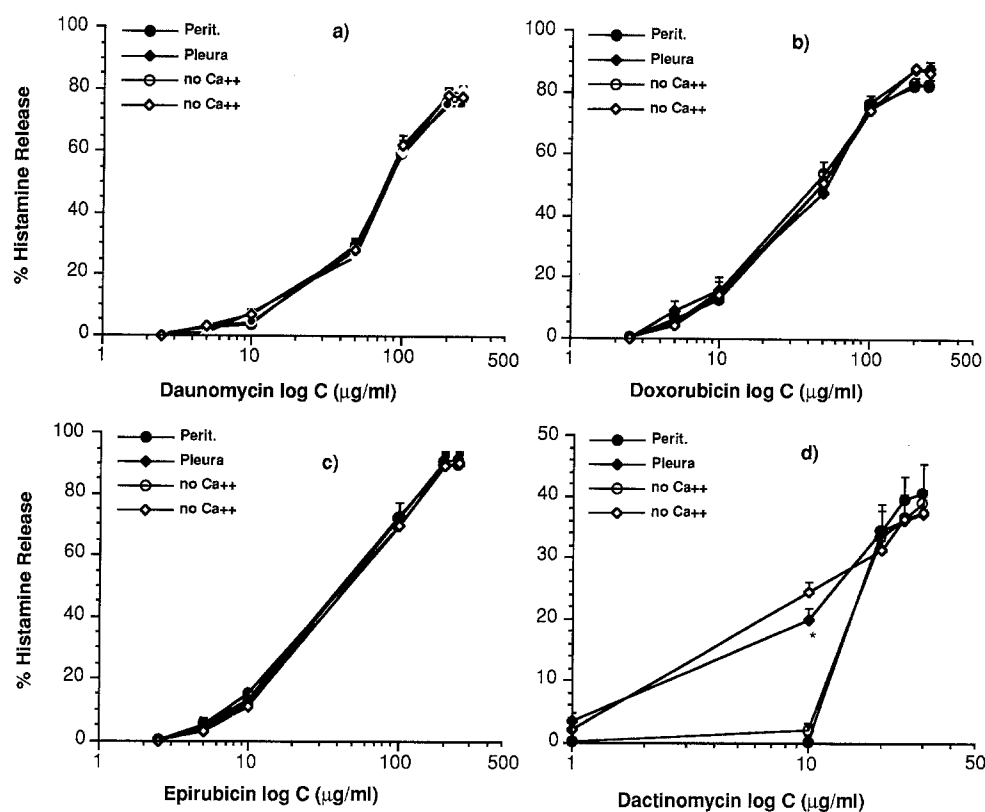 a)
Perit.
Pleura
no Ca++
no Ca++
% Histamine Release
100
80
60
40
20
0
1
10
100
500
Daunomycin log C (μg/ml)
b)
Perit.
Pleura
no Ca++
no Ca++
100
80
60
40
20
0
1
10
100
500
Doxorubicin log C (μg/ml)
c)
Perit.
Pleura
no Ca++
no Ca++
% Histamine Release
100
80
60
40
20
0
1
10
100
500
Epirubicin log C (μg/ml)
d)
Perit.
Pleura
no Ca++
no Ca++
50
40
30
20
10
0
*
1
10
50
Dactinomycin log C (μg/ml)